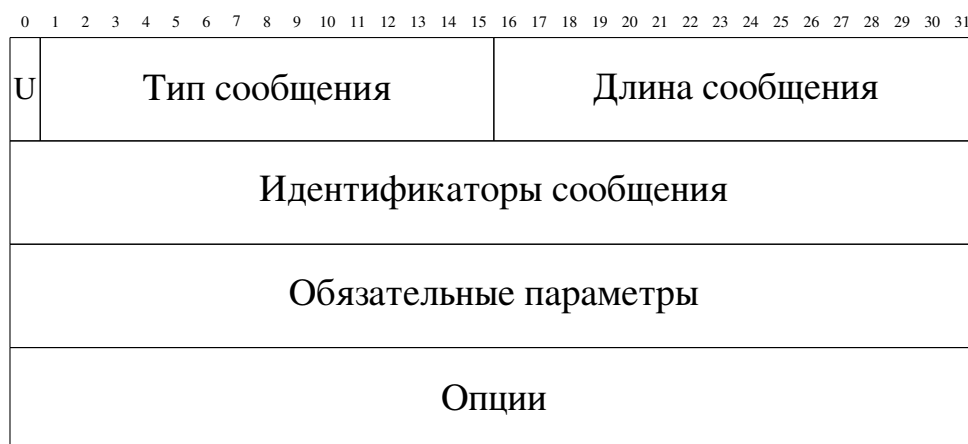 0 1 2 3 4 5 6 7 8 9 10 11 12 13 14 15 16 17 18 19 20 21 22 23 24 25 26 27 28 29 30 31
U Тип сообщения Длина сообщения
Идентификаторы сообщения
Обязательные параметры
Опции